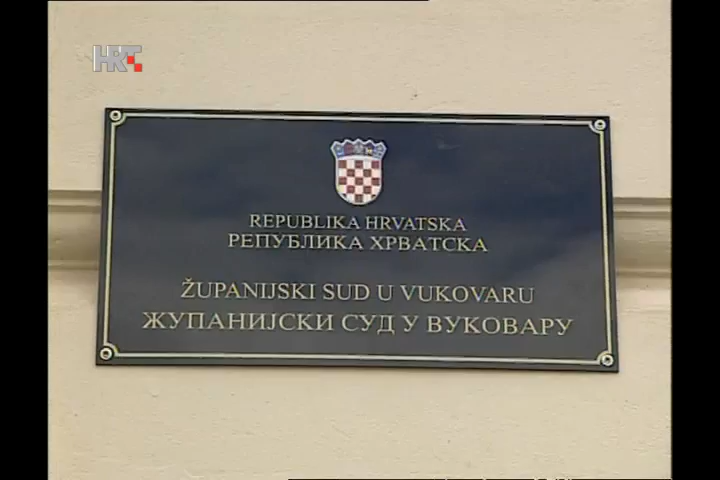 HRT
REPUBLIKA HRVATSKA
РЕПУБЛИКА ХРВАТСКА
ŽUPANIJSKI SUD U VUKOVARU
ЖУПАНИЈСКИ СУД У ВУКОВАРУ